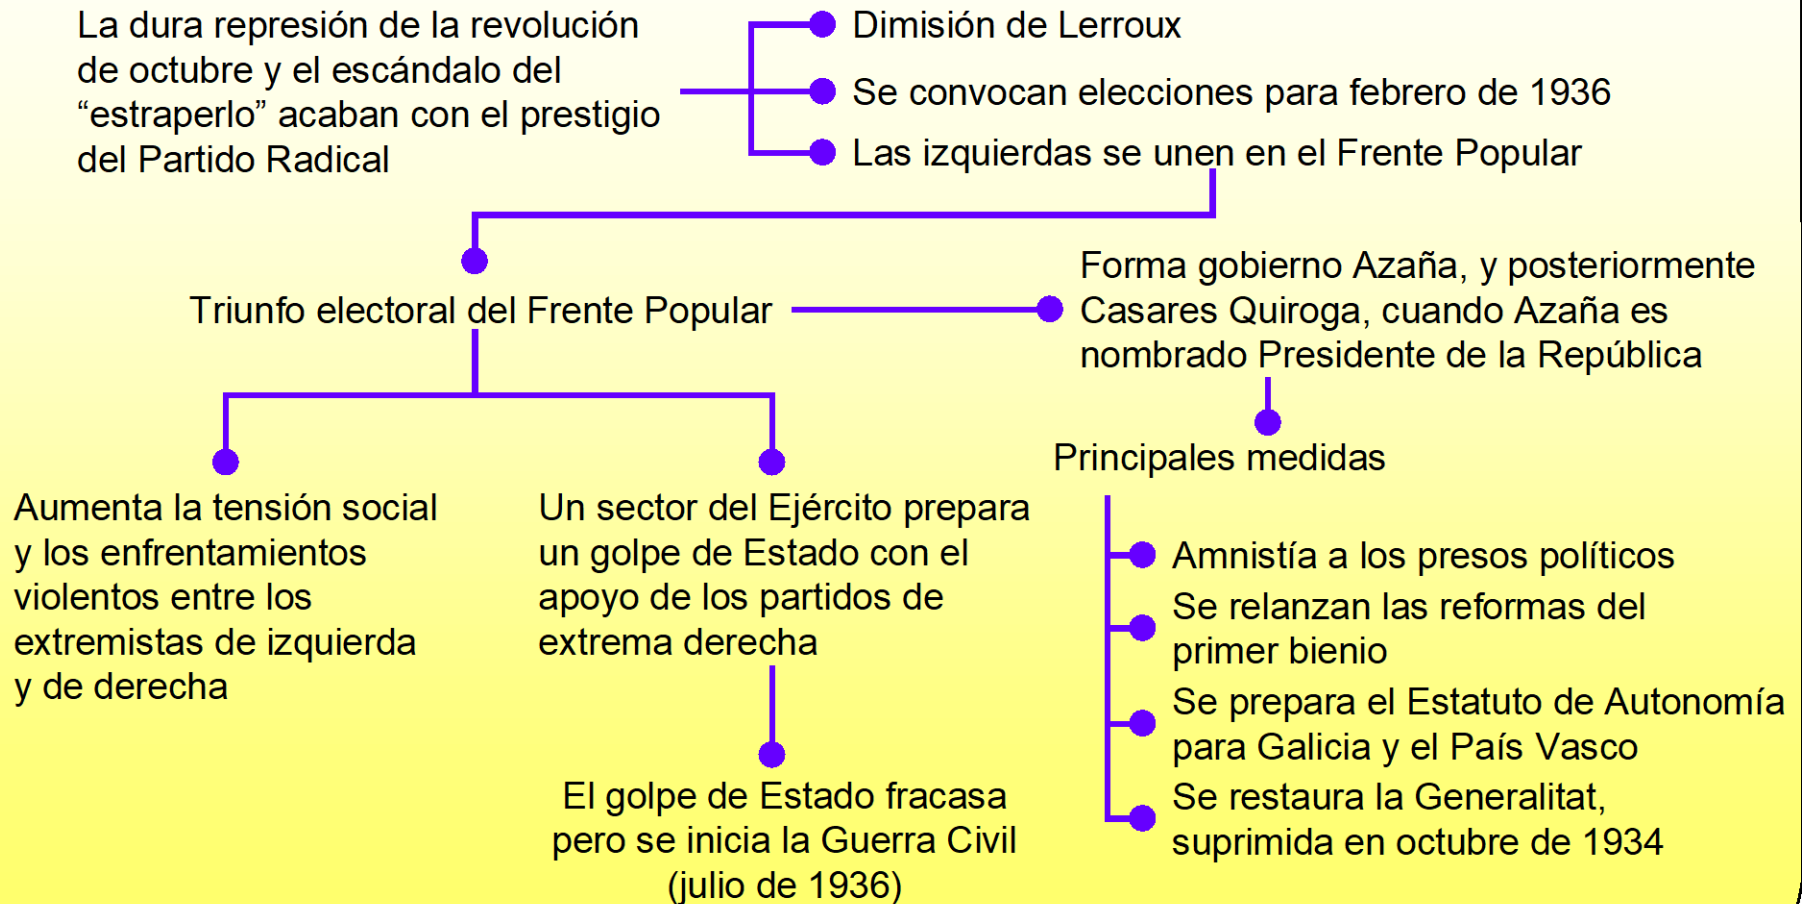 La dura represión de la revolución
de octubre y el escándalo del
“estraperlo” acaban con el prestigio
del Partido Radical
Dimisión de Lerroux
Se convocan elecciones para febrero de 1936
Las izquierdas se unen en el Frente Popular
Triunfo electoral del Frente Popular
Forma gobierno Azaña, y posteriormente
Casares Quiroga, cuando Azaña es
nombrado Presidente de la República
Aumenta la tensión social
y los enfrentamientos
violentos entre los
extremistas de izquierda
y de derecha
Un sector del Ejército prepara
un golpe de Estado con el
apoyo de los partidos de
extrema derecha
El golpe de Estado fracasa
pero se inicia la Guerra Civil
(julio de 1936)
Principales medidas
Amnistía a los presos políticos
Se relanzan las reformas del
primer bienio
Se prepara el Estatuto de Autonomía
para Galicia y el País Vasco
Se restaura la Generalitat,
suprimida en octubre de 1934